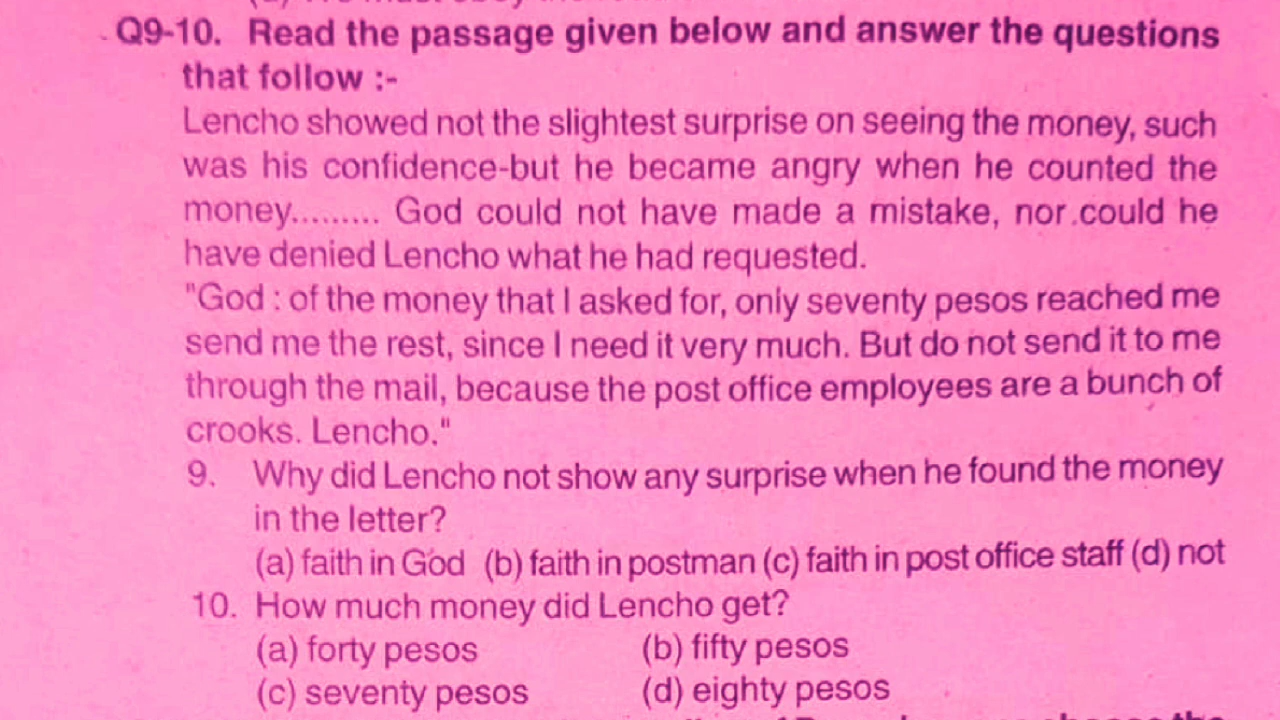 Q9-10. Read the passage given below and answer the questions
that follow :-
Lencho showed not the slightest surprise on seeing the money, such
was his confidence-but he became angry when he counted the
money......... God could not have made a mistake, nor could he
have denied Lencho what he had requested.
"God : of the money that I asked for, only seventy pesos reached me
send me the rest, since I need it very much. But do not send it to me
through the mail, because the post office employees are a bunch of
crooks. Lencho."
9. Why did Lencho not show any surprise when he found the money
in the letter?
(a) faith in God (b) faith in postman (c) faith in post office staff (d) not
10. How much money did Lencho get?
(a) forty pesos (b) fifty pesos
(c) seventy pesos (d) eighty pesos